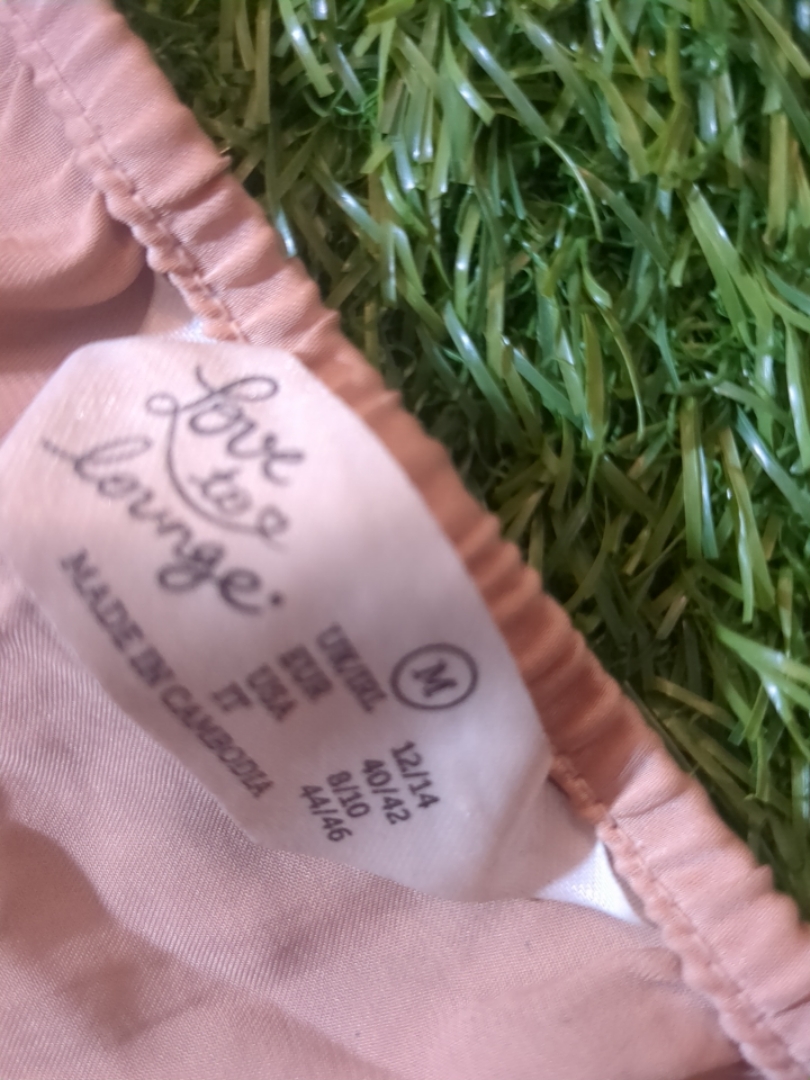 Love
to
lounge
M
UK/IRL 12/14
EUR 40/42
USA 8/10
IT 44/46
MADE IN CAMBODIA